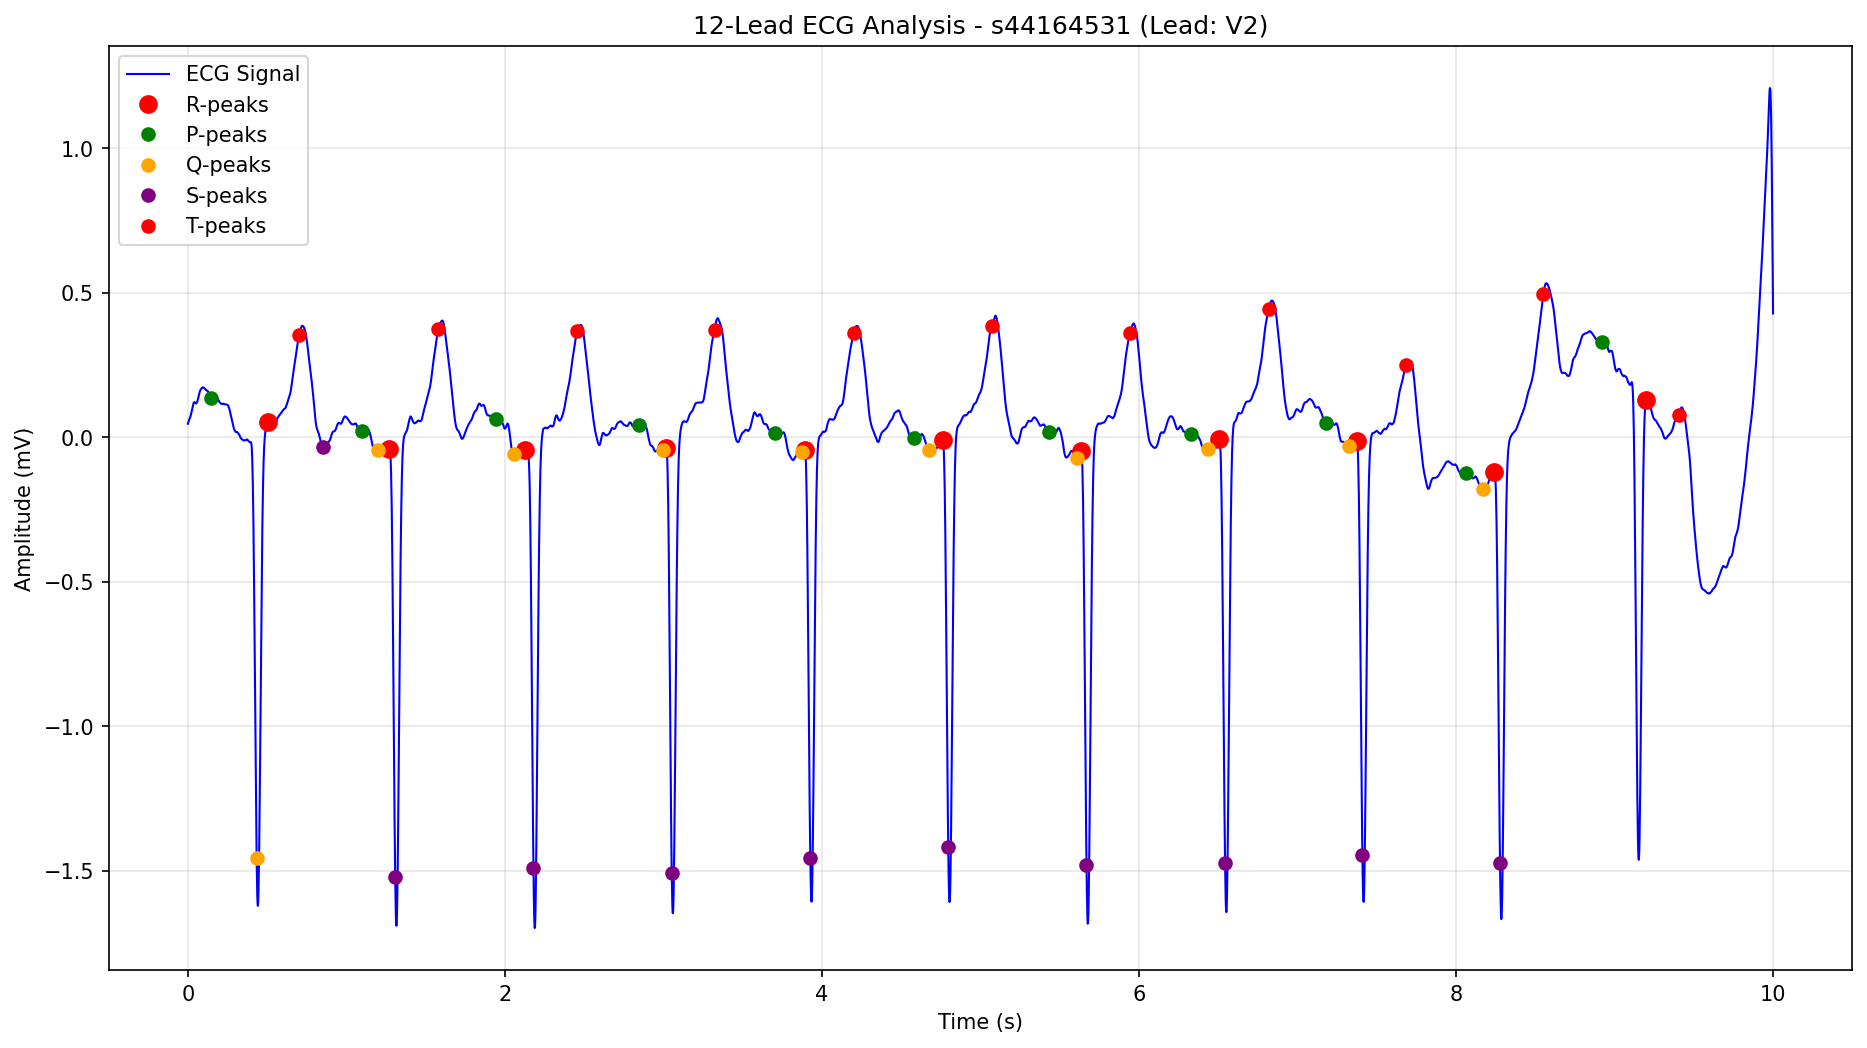 12-Lead ECG Analysis - s44164531 (Lead: V2)
ECG Signal
R-peaks
P-peaks
Q-peaks
S-peaks
T-peaks
1.0
0.5
0.0
−0.5
−1.0
−1.5
Amplitude (mV)
0 2 4 6 8 10
Time (s)